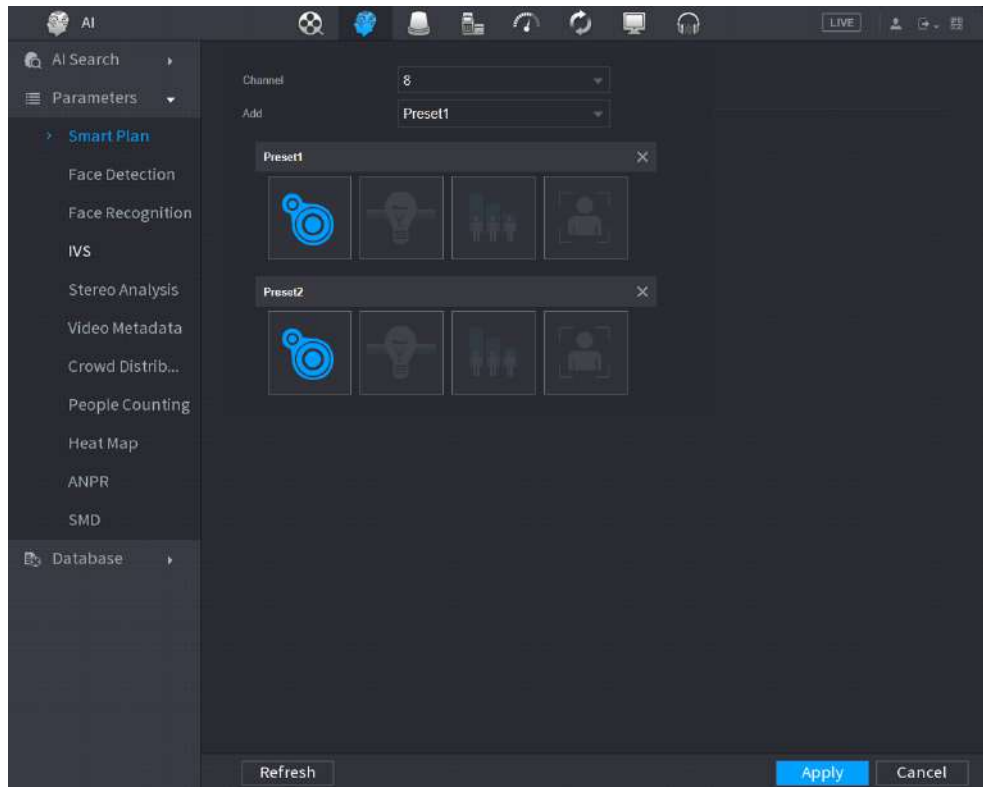 AI
LIVE
AI Search
Parameters
Smart Plan
Face Detection
Face Recognition
IVS
Stereo Analysis
Video Metadata
Crowd Distrib...
People Counting
Heat Map
ANPR
SMD
Database
Channel 8
Add Preset1
Preset1
Preset2
Refresh
Apply
Cancel